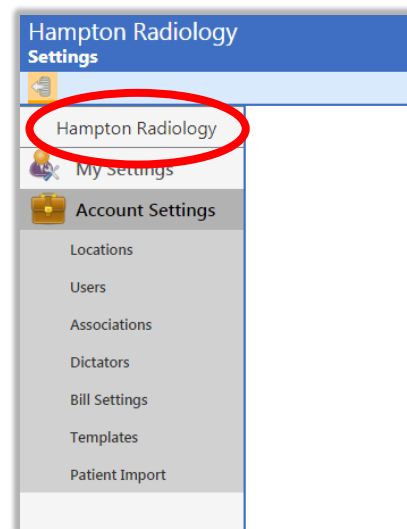 Hampton Radiology
Settings
Hampton Radiology
My Settings
Account Settings
Locations
Users
Associations
Dictators
Bill Settings
Templates
Patient Import